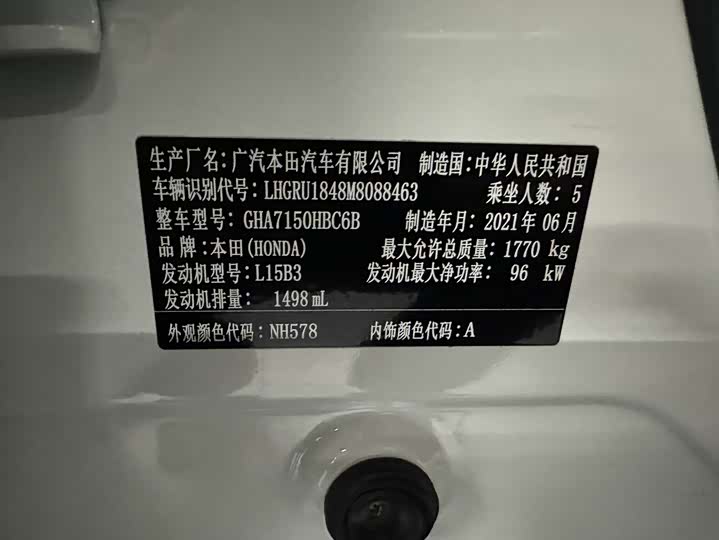 生产厂名：广汽本田汽车有限公司 制造国：中华人民共和国
车辆识别代号：LHGRU1848M8088463 乘坐人数：5
整车型号：GHA7150HBC6B 制造年月：2021年06月
品牌：本田(HONDA) 最大允许总质量：1770 kg
发动机型号：L15B3 发动机最大净功率：96 kW
发动机排量：1498 mL
外观颜色代码：NH578 内饰颜色代码：A